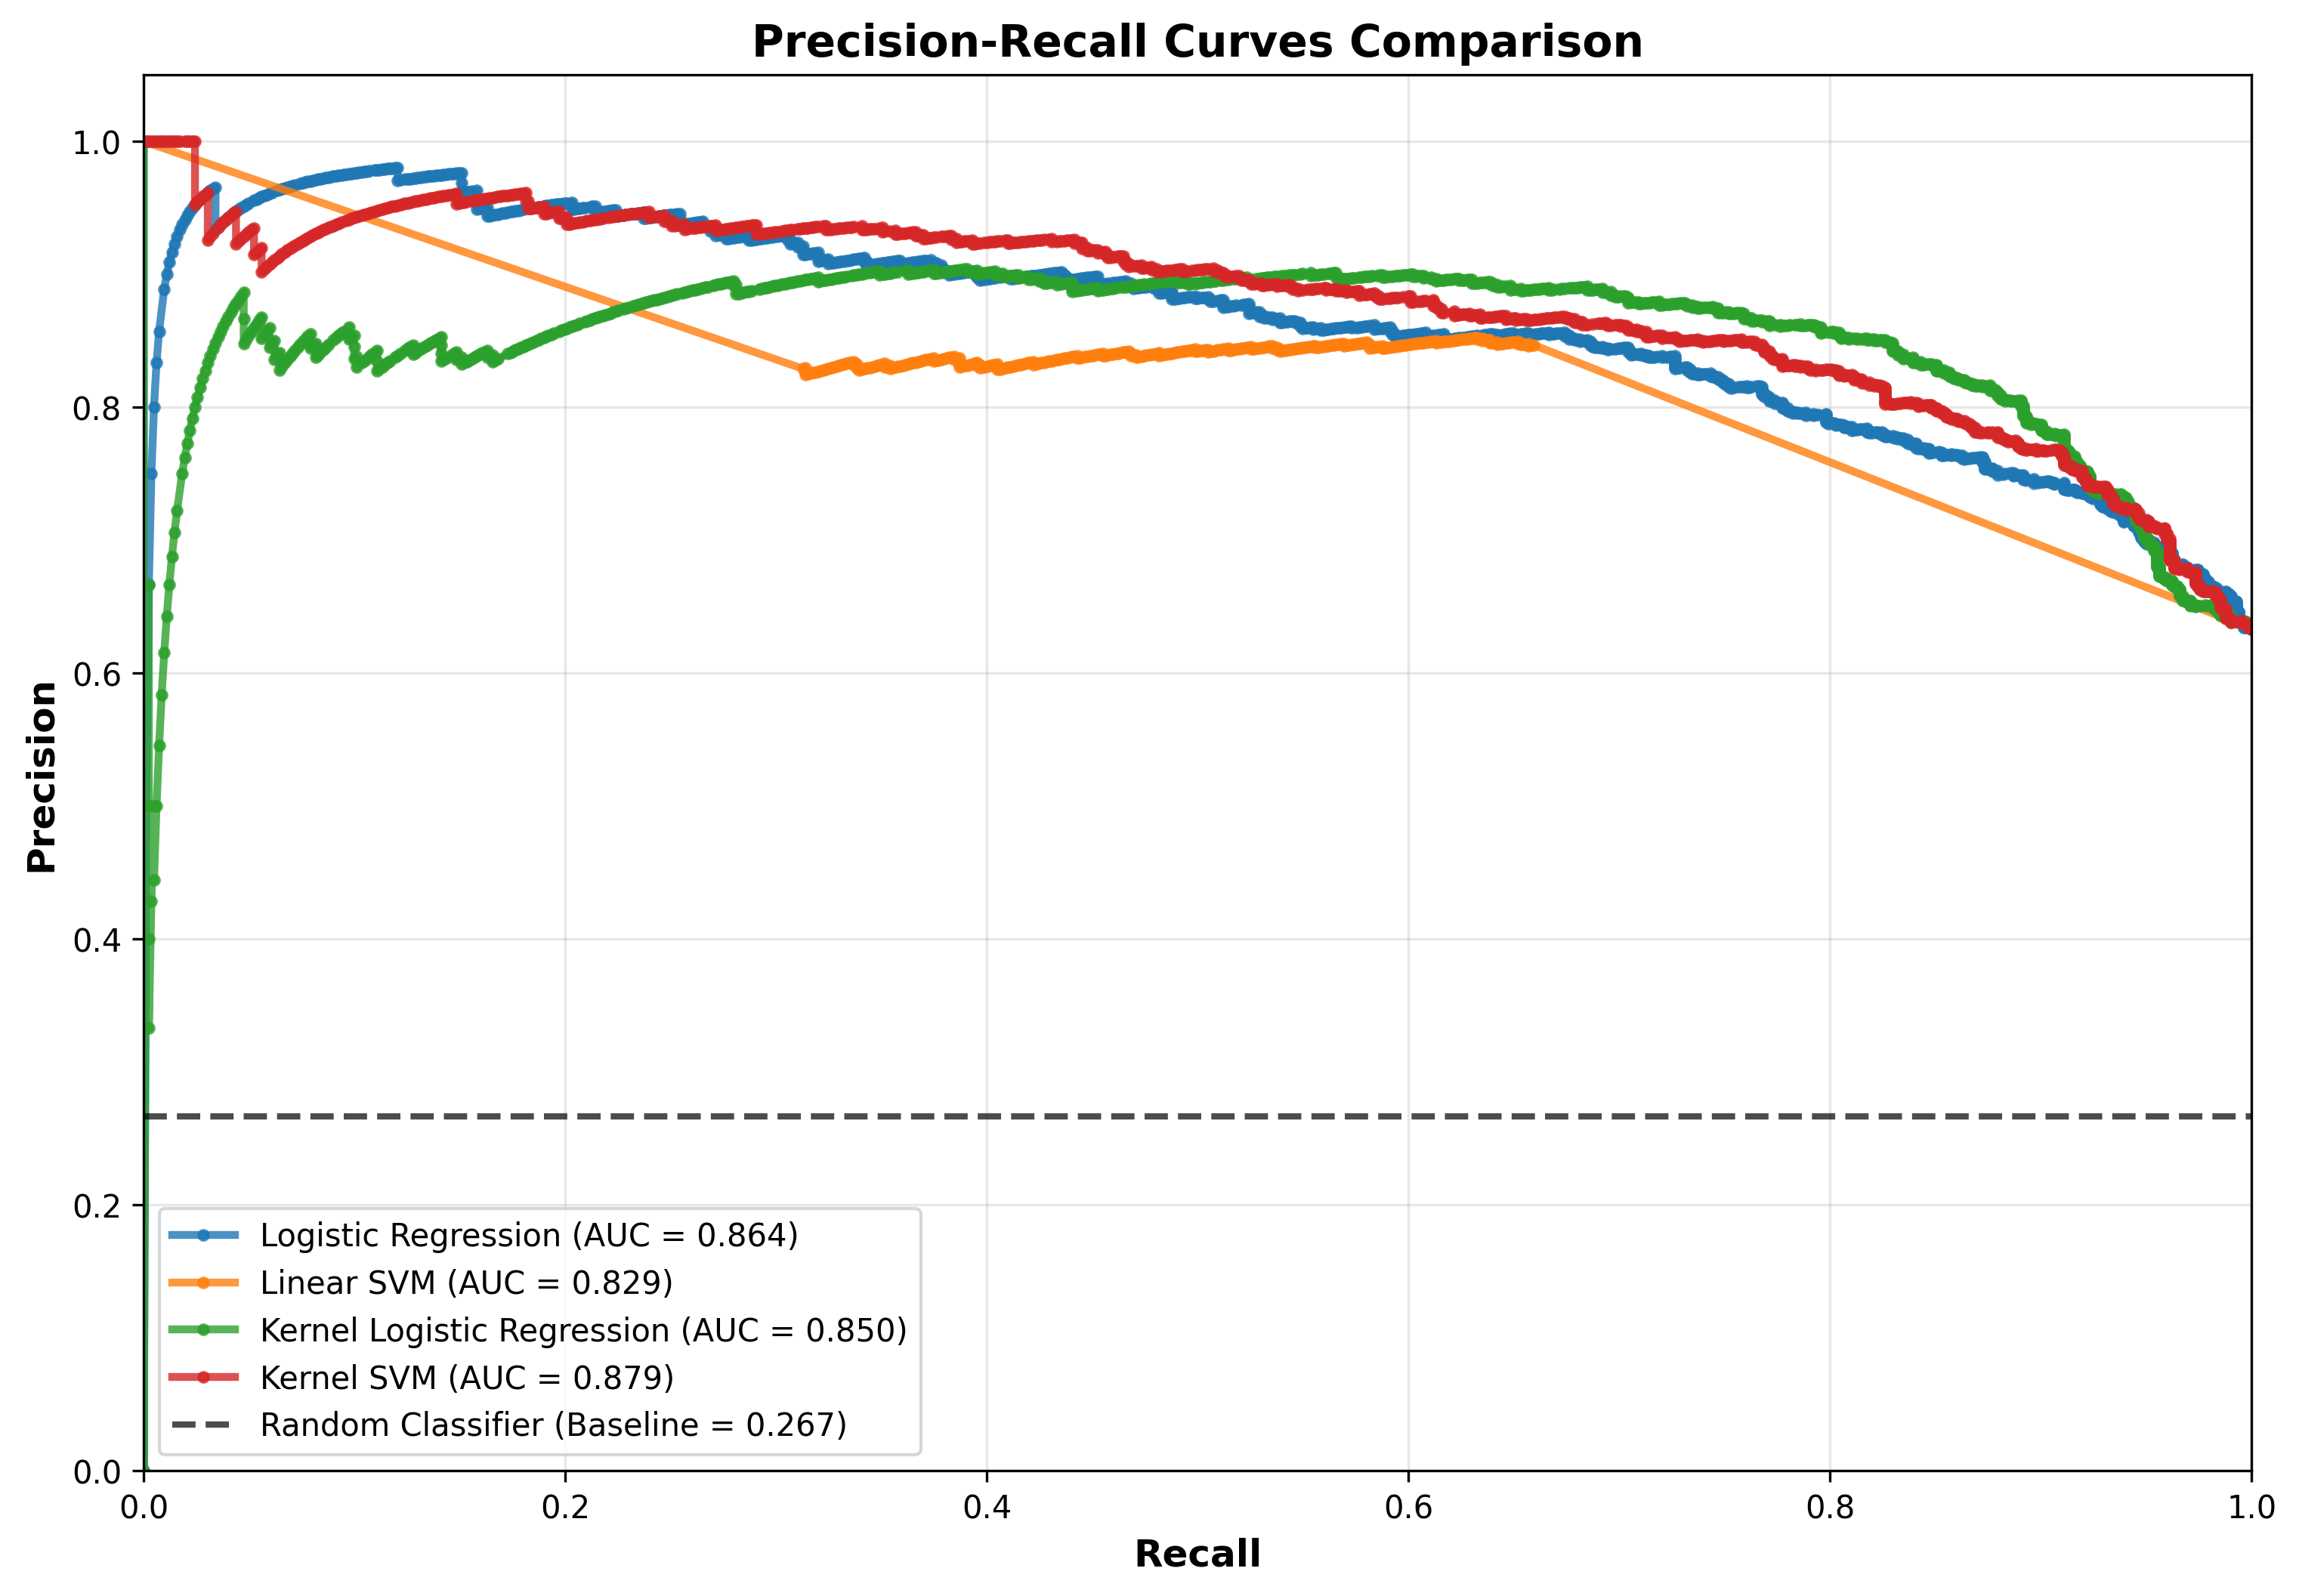 Precision-Recall Curves Comparison
1.0
0.8
0.6
0.4
0.2
0.0
Precision
Logistic Regression (AUC = 0.864)
Linear SVM (AUC = 0.829)
Kernel Logistic Regression (AUC = 0.850)
Kernel SVM (AUC = 0.879)
Random Classifier (Baseline = 0.267)
0.0 0.2 0.4 0.6 0.8 1.0
Recall